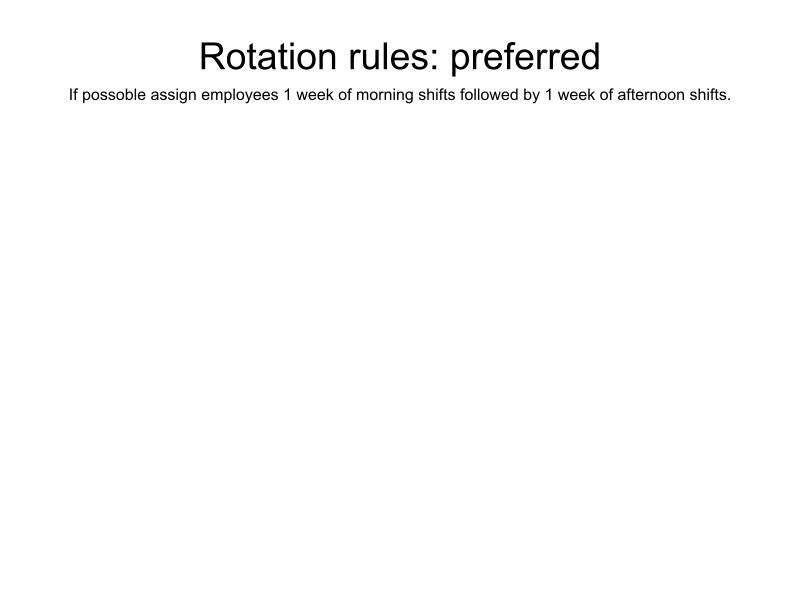 Rotation rules: preferred
If possoble assign employees 1 week of morning shifts followed by 1 week of afternoon shifts.